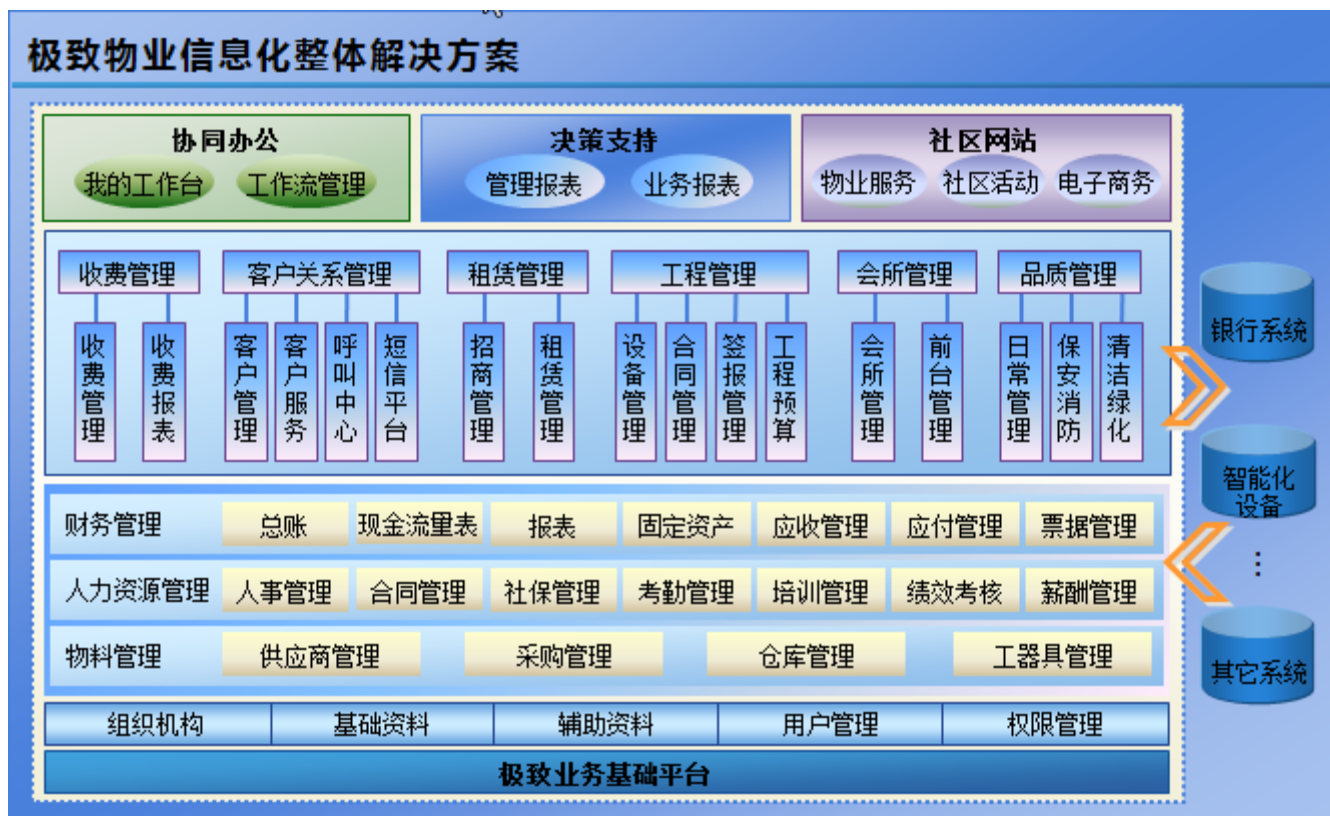 极致物业信息化整体解决方案
协同办公
我的工作台
工作流管理
决策支持
管理报表
业务报表
社区网站
物业服务
社区活动
电子商务
收费管理
客户关系管理
租赁管理
工程管理
会所管理
品质管理
收费管理
收费报表
客户管理
客户服务
呼叫中心
短信平台
招商管理
租赁管理
设备管理
合同管理
签报管理
工程预算
会所管理
前台管理
日常管理
保安消防
清洁绿化
财务管理
总账
现金流量表
报表
固定资产
应收管理
应付管理
票据管理
人力资源管理
人事管理
合同管理
社保管理
考勤管理
培训管理
绩效考核
薪酬管理
物料管理
供应商管理
采购管理
仓库管理
工器具管理
组织机构
基础资料
辅助资料
用户管理
权限管理
极致业务基础平台
银行系统
智能化
设备
⋮
其它系统